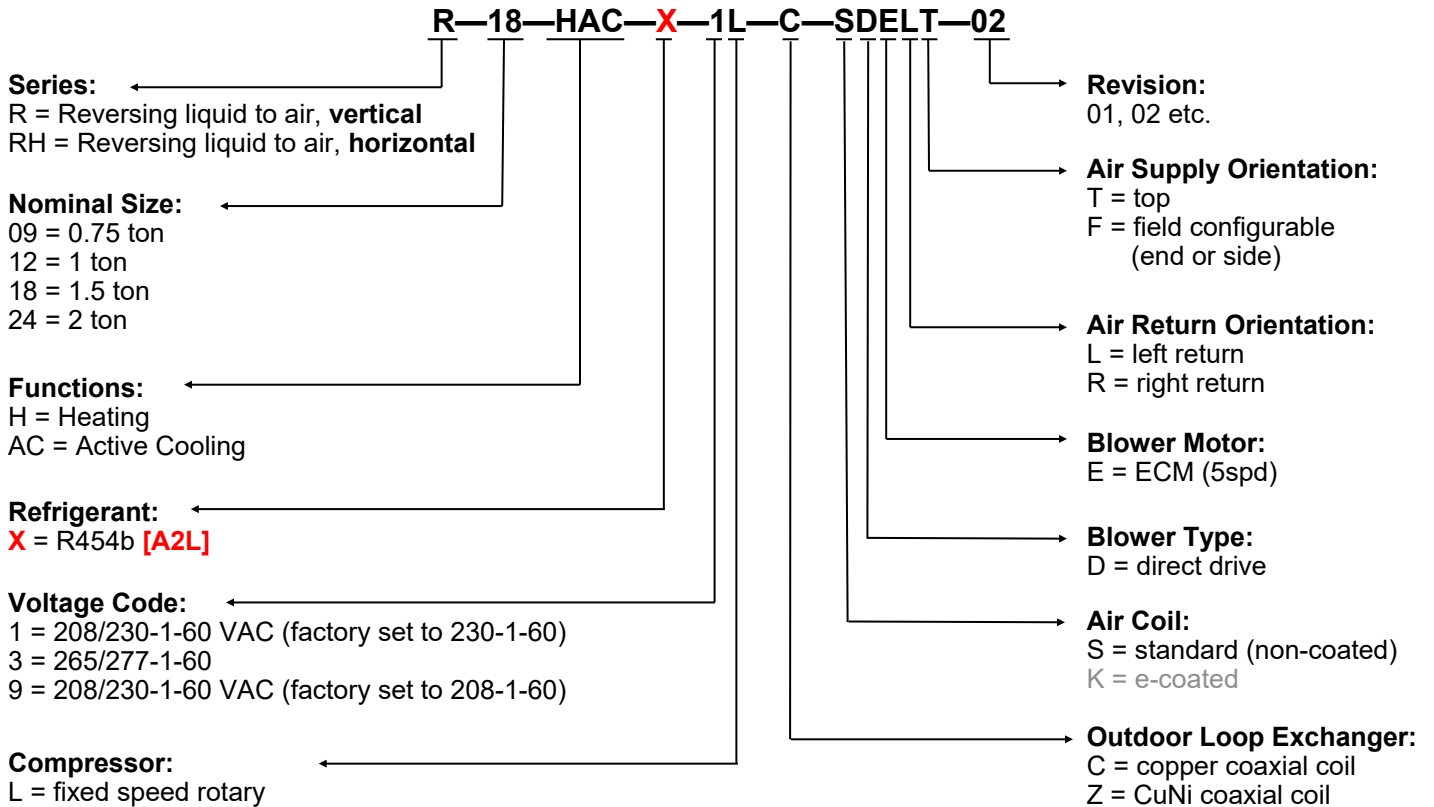 R—18—HAC—X—1L—C—SDELT—02
Series:
R = Reversing liquid to air, vertical
RH = Reversing liquid to air, horizontal
Nominal Size:
09 = 0.75 ton
12 = 1 ton
18 = 1.5 ton
24 = 2 ton
Functions:
H = Heating
AC = Active Cooling
Refrigerant:
X = R454b [A2L]
Voltage Code:
1 = 208/230-1-60 VAC (factory set to 230-1-60)
3 = 265/277-1-60
9 = 208/230-1-60 VAC (factory set to 208-1-60)
Compressor:
L = fixed speed rotary
Revision:
01, 02 etc.
Air Supply Orientation:
T = top
F = field configurable
(end or side)
Air Return Orientation:
L = left return
R = right return
Blower Motor:
E = ECM (5spd)
Blower Type:
D = direct drive
Air Coil:
S = standard (non-coated)
K = e-coated
Outdoor Loop Exchanger:
C = copper coaxial coil
Z = CuNi coaxial coil